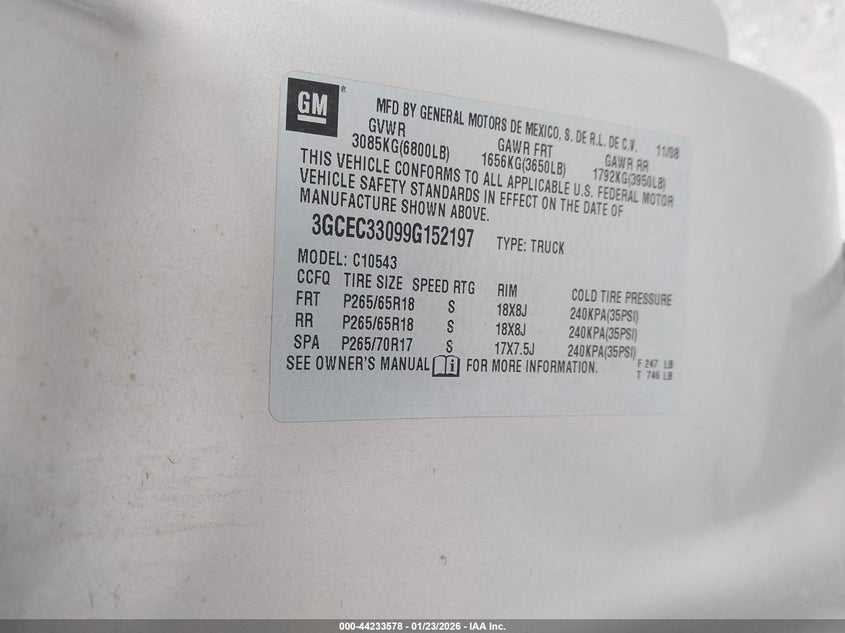 GM®
MFD BY GENERAL MOTORS DE MEXICO, S. DE R.L. DE C.V. 11/08
GVWR GAWR FRT GAWR RR
3085KG(6800LB) 1656KG(3650LB) 1792KG(3950LB)
THIS VEHICLE CONFORMS TO ALL APPLICABLE U.S. FEDERAL MOTOR
VEHICLE SAFETY STANDARDS IN EFFECT ON THE DATE OF
MANUFACTURE SHOWN ABOVE.
3GCEC33099G152197 TYPE: TRUCK
MODEL: C10543
CCFQ TIRE SIZE SPEED RTG RIM COLD TIRE PRESSURE
FRT P265/65R18 S 18X8J 240KPA(35PSI)
RR P265/65R18 S 18X8J 240KPA(35PSI)
SPA P265/70R17 S 17X7.5J 240KPA(35PSI)
SEE OWNER'S MANUAL i FOR MORE INFORMATION. F 247 LB
T 746 LB
000-44233578 - 01/23/2026 - IAA Inc.